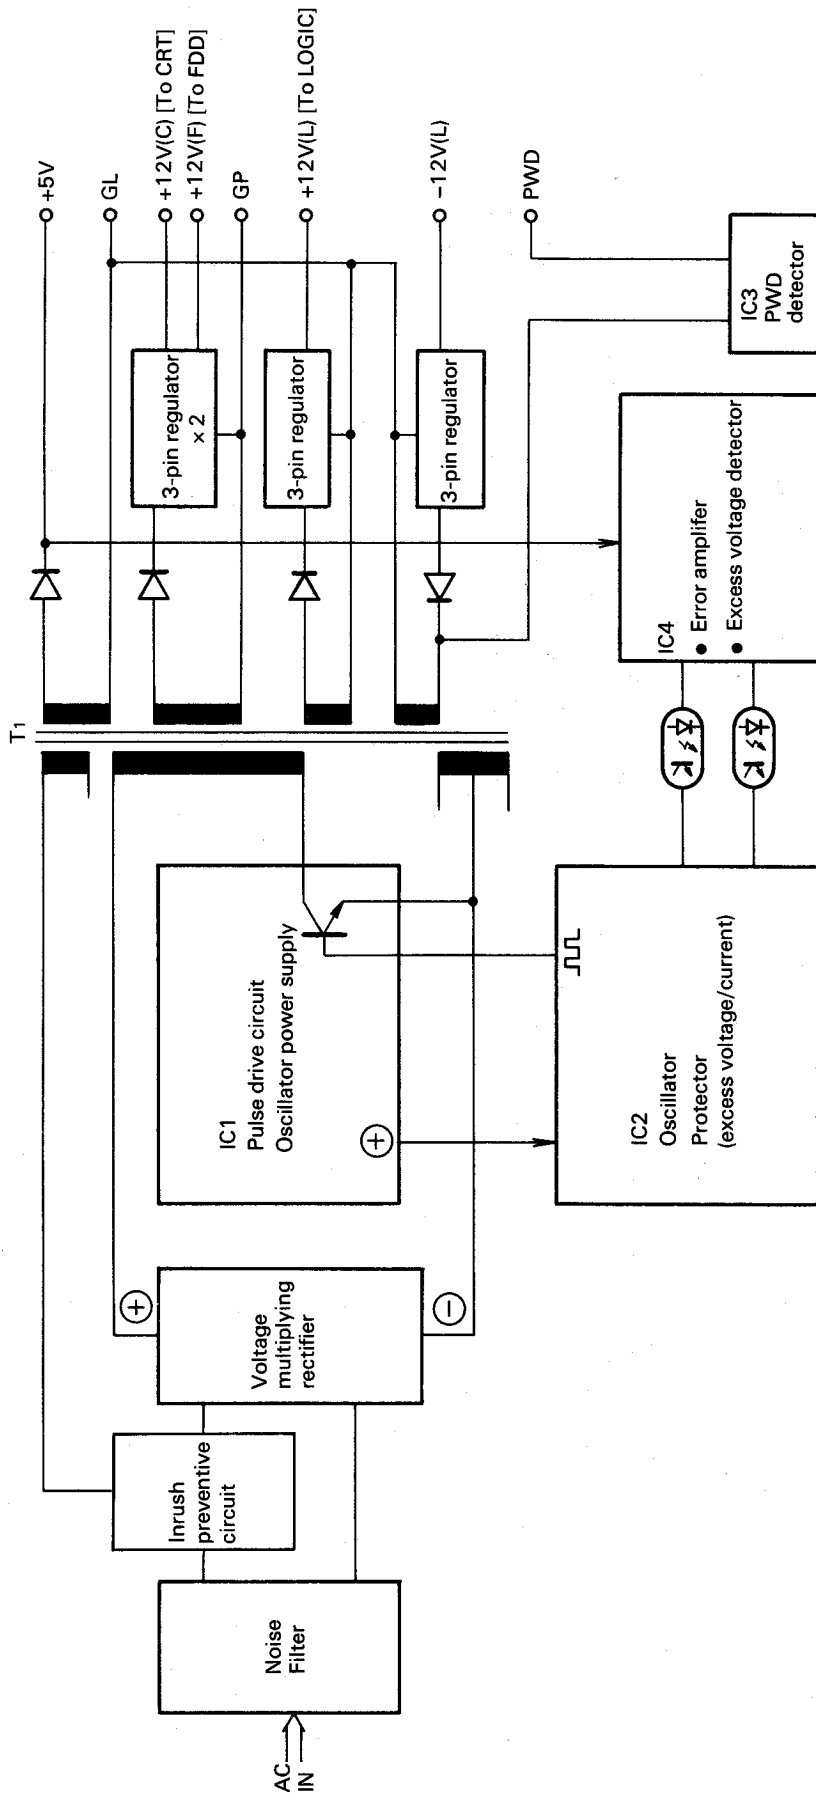 AC
IN
Noise
Filter
Inrush
preventive
circuit
Voltage
multiplying
rectifier
+
−
IC1
Pulse drive circuit
Oscillator power supply
+
IC2
Oscillator
Protector
(excess voltage/current)
T1
IC4
• Error amplifer
• Excess voltage detector
3-pin regulator
× 2
3-pin regulator
3-pin regulator
IC3
PWD
detector
+5V
GL
+12V(C) [To CRT]
+12V(F) [To FDD]
GP
+12V(L) [To LOGIC]
−12V(L)
PWD